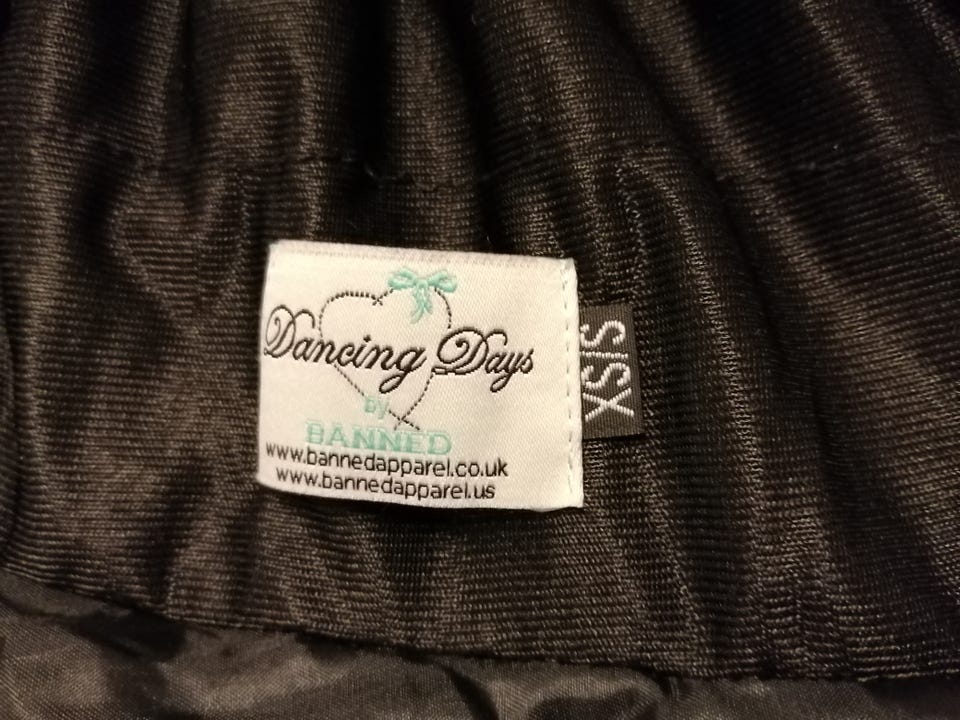 Dancing Days
by
BANNED
www.bannedapparel.co.uk
www.bannedapparel.us
XS/S